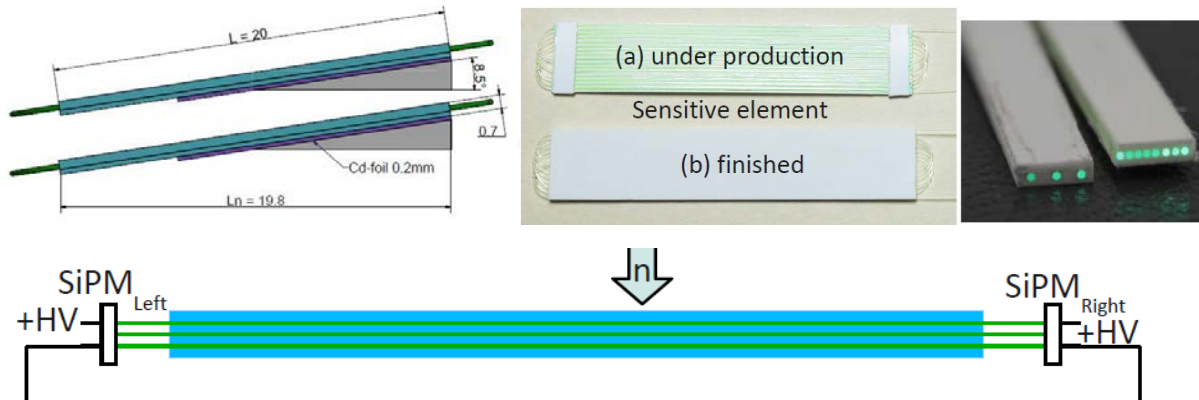 L = 20
8.5°
0.7
Cd-foil 0.2mm
Ln = 19.8
(a) under production
Sensitive element
(b) finished
n
SiPM
Left
+HV
SiPM
Right
+HV